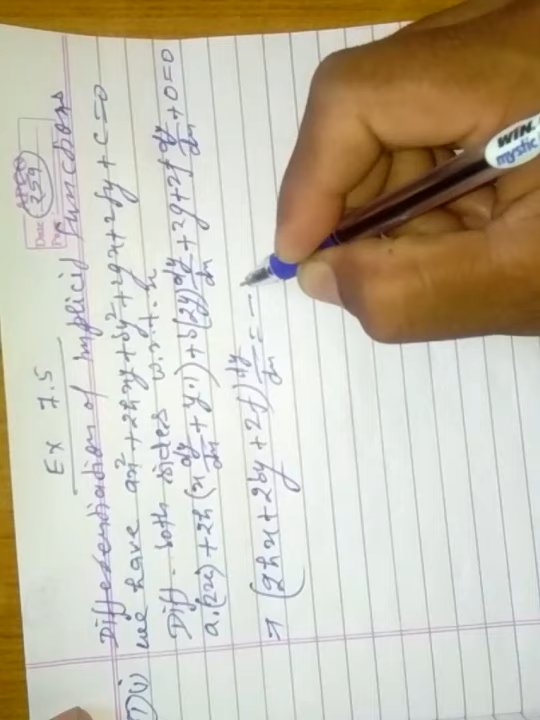 Date 259
Ex 7.5
Differentiation of implicit functions
1)(i) we have ax² + 2hxy + by² + 2gx + 2fy + c = 0
Diff. both sides w.r.t. x
a.(2x) + 2h(x dy/dx + y.1) + b(2y) dy/dx + 2g + 2f dy/dx + 0 = 0
⇒ (2hx + 2by + 2f) dy/dx = -
WIN
mystic